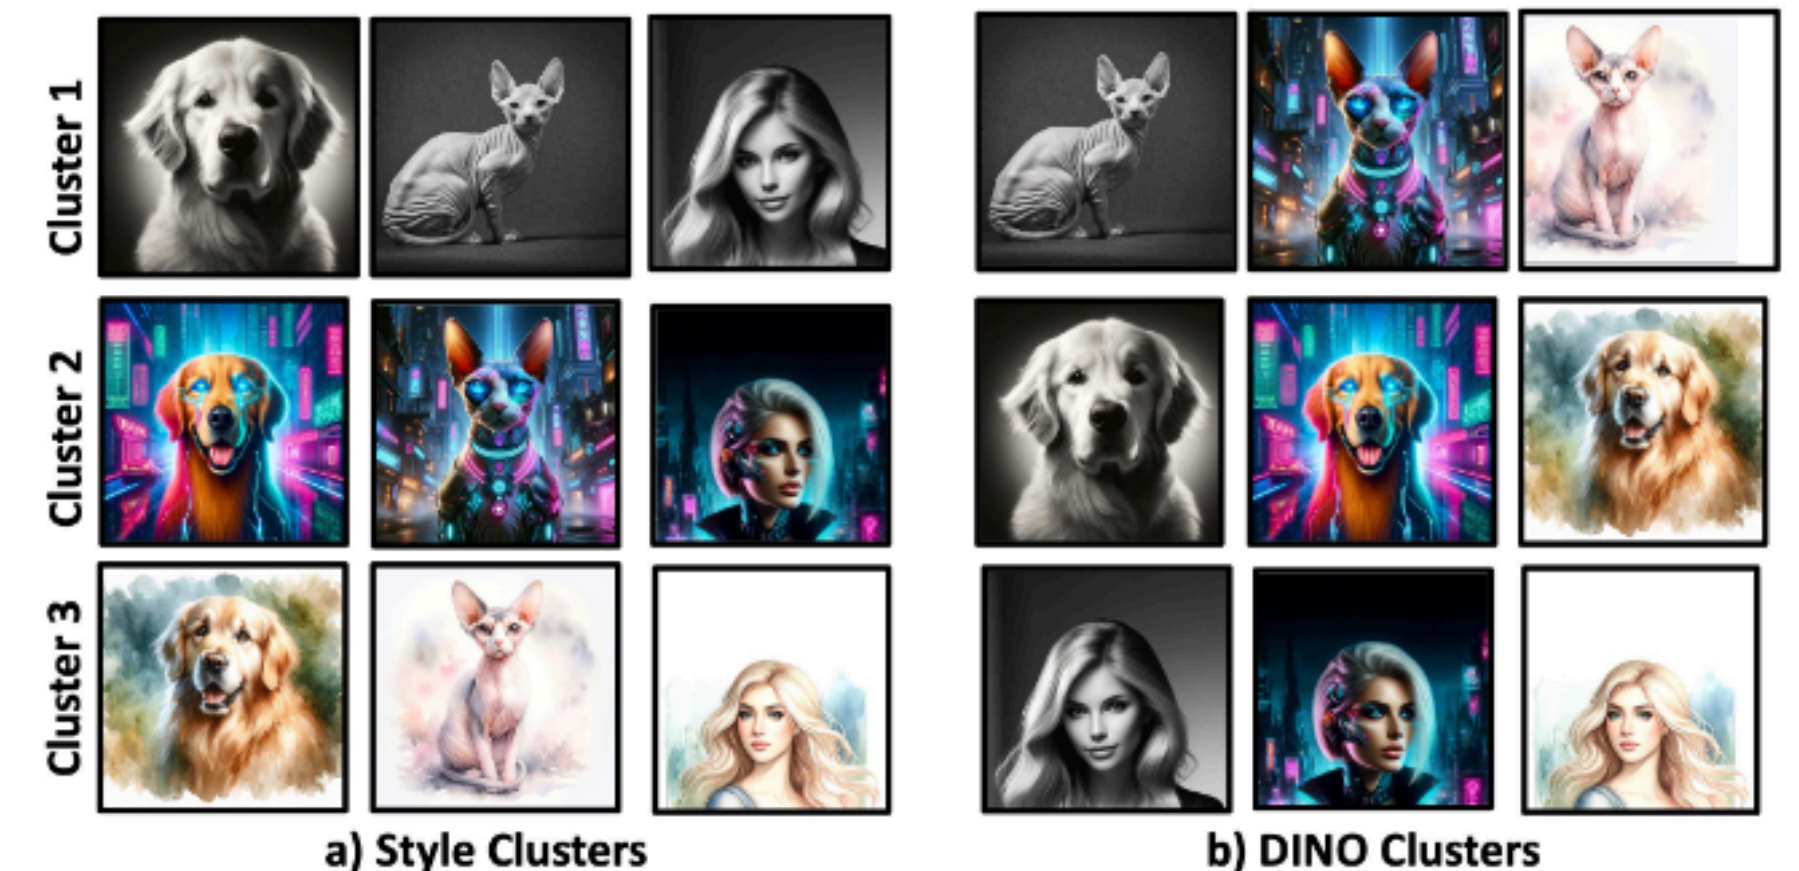 Cluster 1
Cluster 2
Cluster 3
a) Style Clusters
b) DINO Clusters